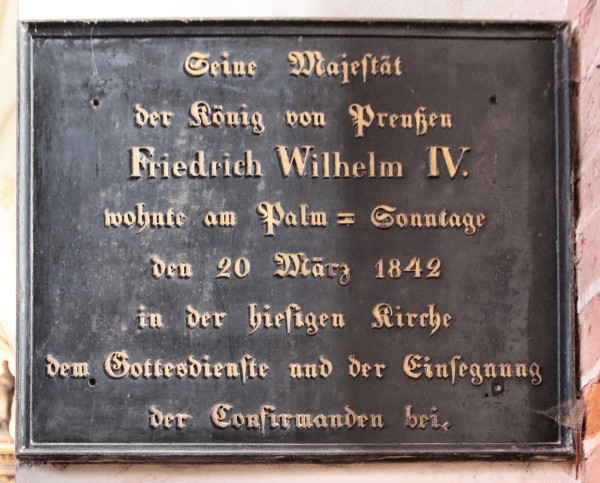 Seine Majestät
der König von Preußen
Friedrich Wilhelm IV.
wohnte am Palm=Sonntage
den 20 März 1842
in der hiesigen Kirche
dem Gottesdienste und der Einsegnung
der Confirmanden bei.